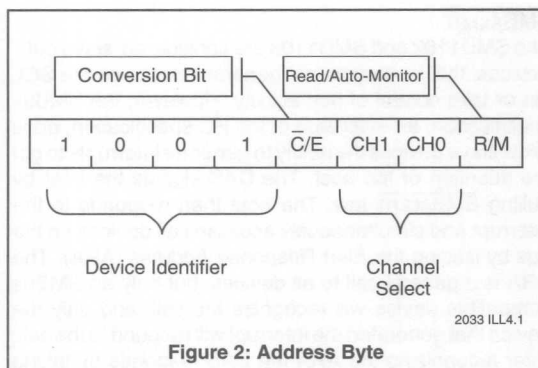 Conversion Bit Read/Auto-Monitor
1 0 0 1 C̅/E CH1 CH0 R/M
Device Identifier Channel
Select
2033 ILL4.1
Figure 2: Address Byte